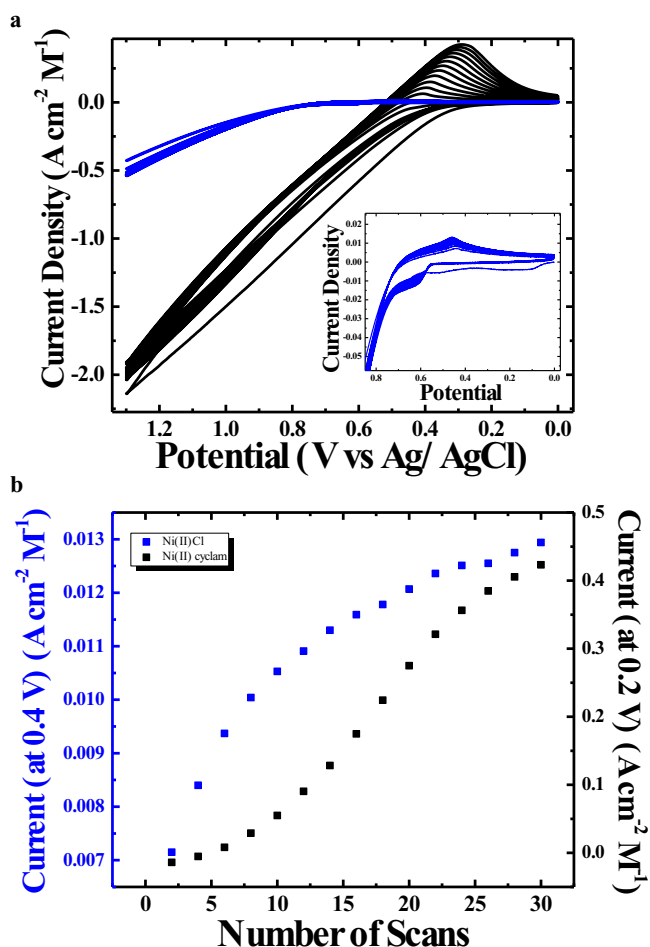 a
Current Density (A cm-2 M-1)
0.0
-0.5
-1.0
-1.5
-2.0
1.2 1.0 0.8 0.6 0.4 0.2 0.0
Potential (V vs Ag/ AgCl)
Current Density
0.02
0.01
0.00
-0.01
-0.02
-0.03
-0.04
-0.05
0.8 0.6 0.4 0.2 0.0
Potential
b
Current (at 0.4 V) (A cm-2 M-1)
0.013
0.012
0.011
0.010
0.009
0.008
0.007
Ni(II)Cl
Ni(II) cyclam
0.5
0.4
0.3
0.2
0.1
0.0
Current (at 0.2 V) (A cm-2 M-1)
0 5 10 15 20 25 30
Number of Scans